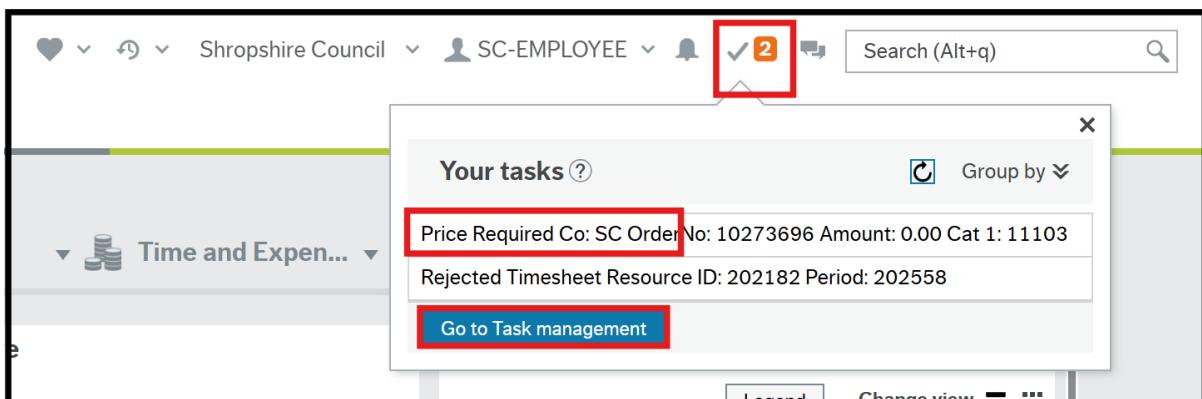 Shropshire Council SC-EMPLOYEE 2 Search (Alt+q)
×
Your tasks ? Group by
Price Required Co: SC OrderNo: 10273696 Amount: 0.00 Cat 1: 11103
Time and Expen...
Rejected Timesheet Resource ID: 202182 Period: 202558
Go to Task management
e
Legend Change view